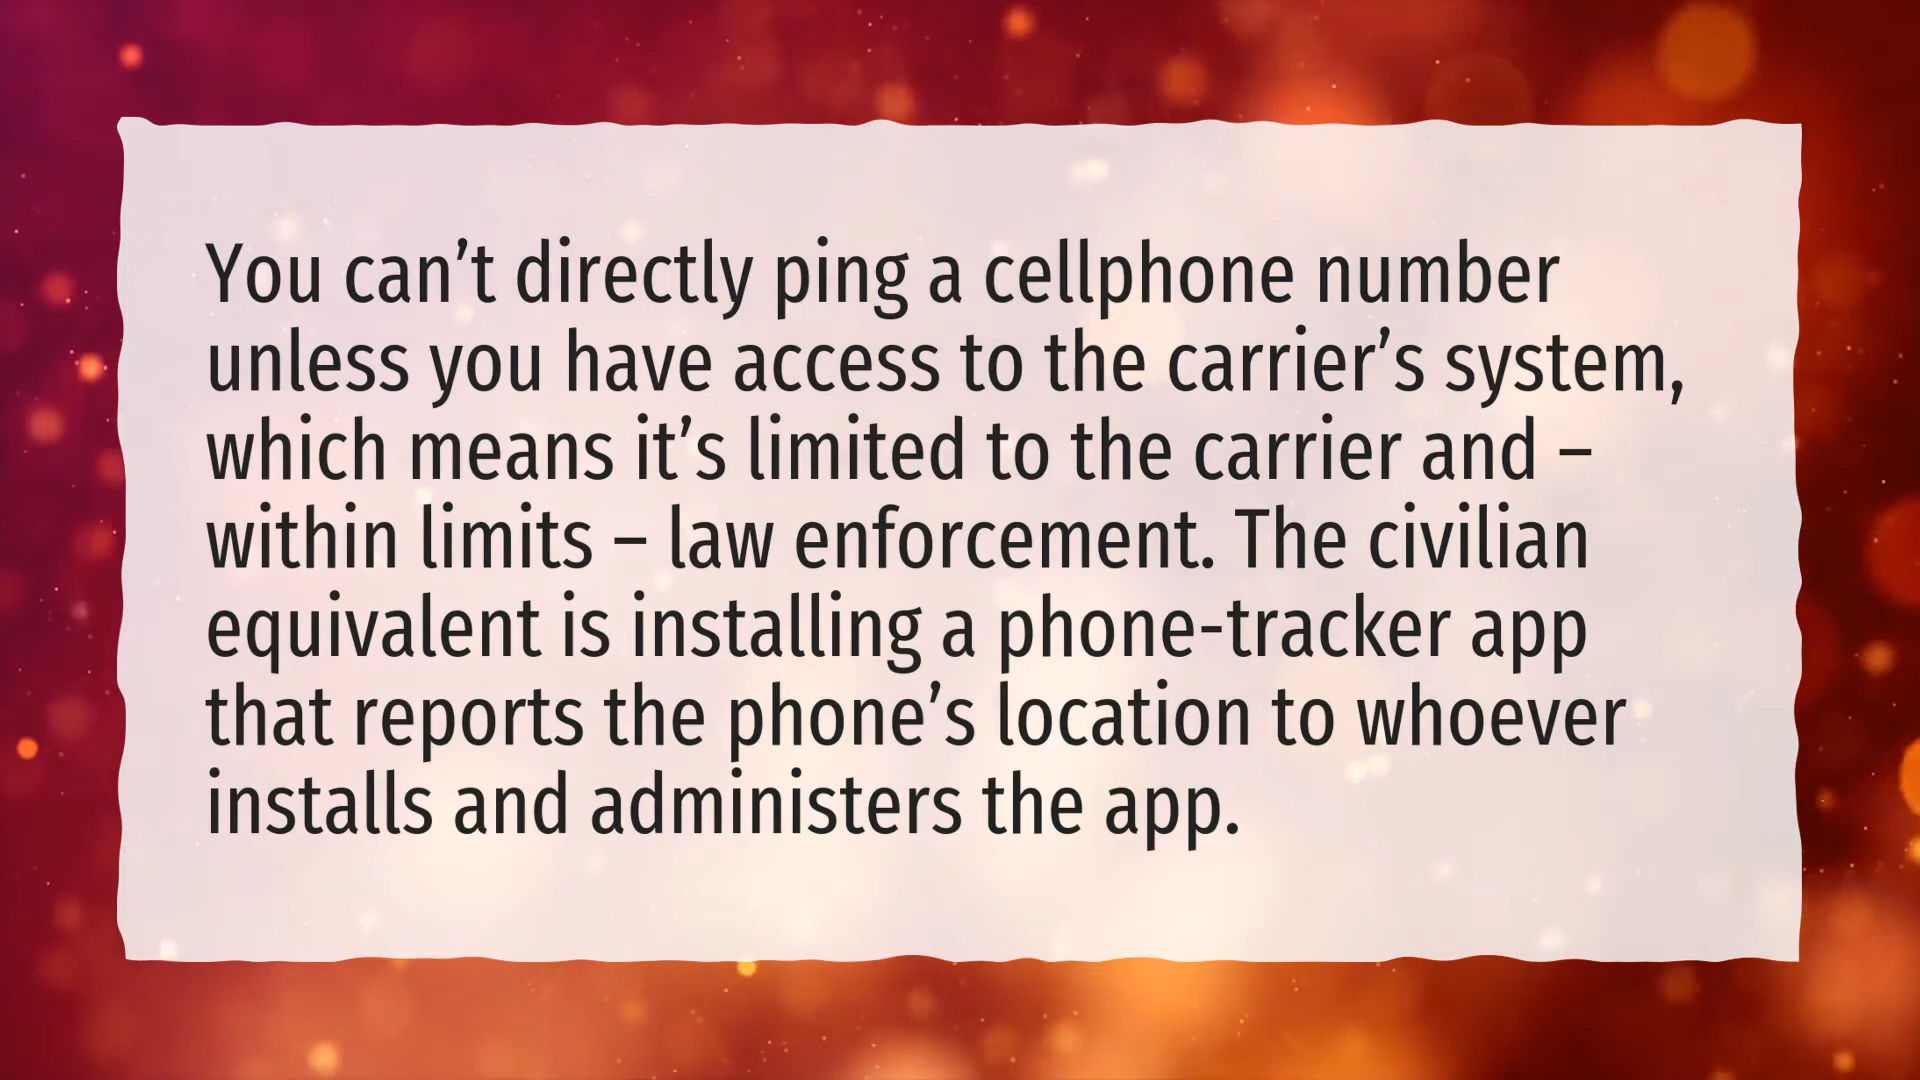 You can’t directly ping a cellphone number
unless you have access to the carrier’s system,
which means it’s limited to the carrier and –
within limits – law enforcement. The civilian
equivalent is installing a phone-tracker app
that reports the phone’s location to whoever
installs and administers the app.